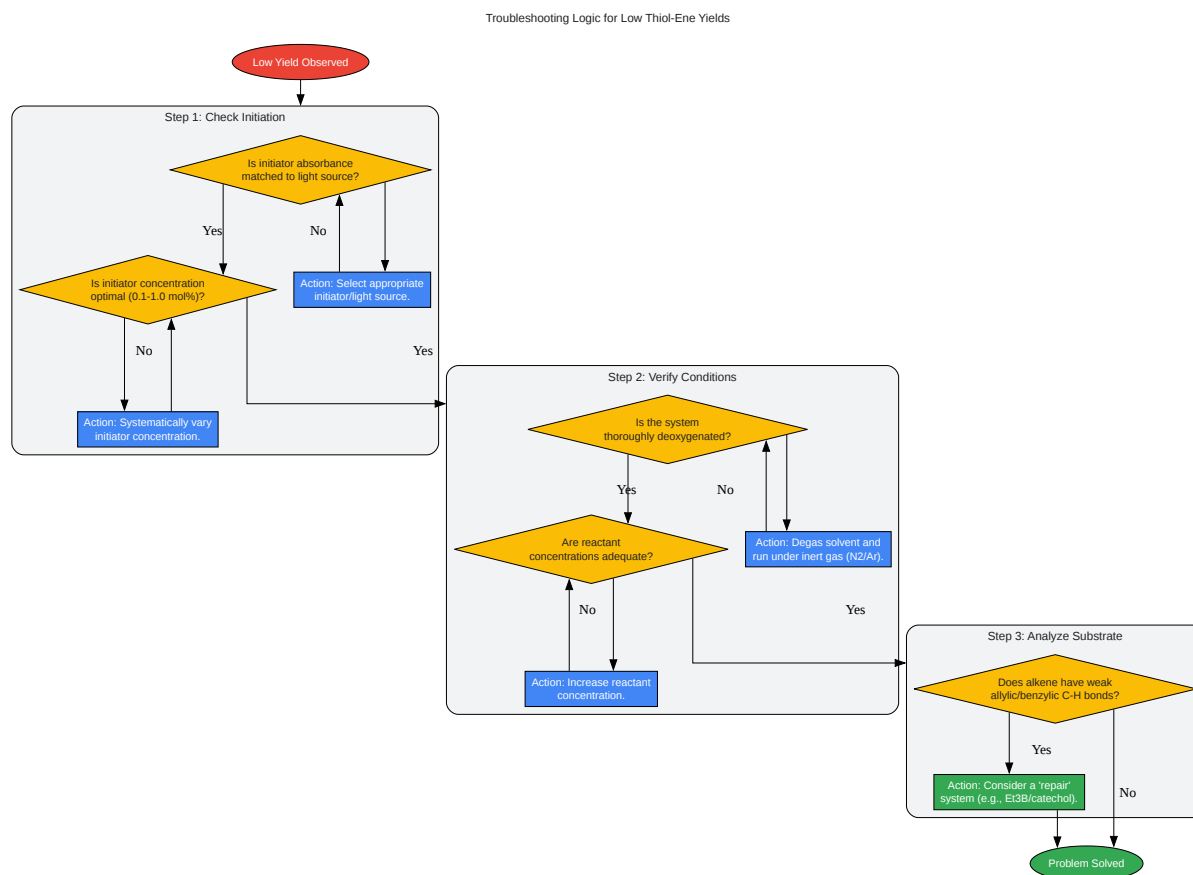 Troubleshooting Logic for Low Thiol-Ene Yields
Low Yield Observed
Step 1: Check Initiation
Is initiator absorbance
matched to light source?
Yes
No
Is initiator concentration
optimal (0.1-1.0 mol%)?
Action: Select appropriate
initiator/light source.
No
Yes
Action: Systematically vary
initiator concentration.
Step 2: Verify Conditions
Is the system
thoroughly deoxygenated?
Yes
No
Are reactant
concentrations adequate?
Action: Degas solvent and
run under inert gas (N2/Ar).
No
Yes
Action: Increase reactant
concentration.
Step 3: Analyze Substrate
Does alkene have weak
allylic/benzylic C-H bonds?
Yes
No
Action: Consider a 'repair'
system (e.g., Et3B/catechol).
Problem Solved